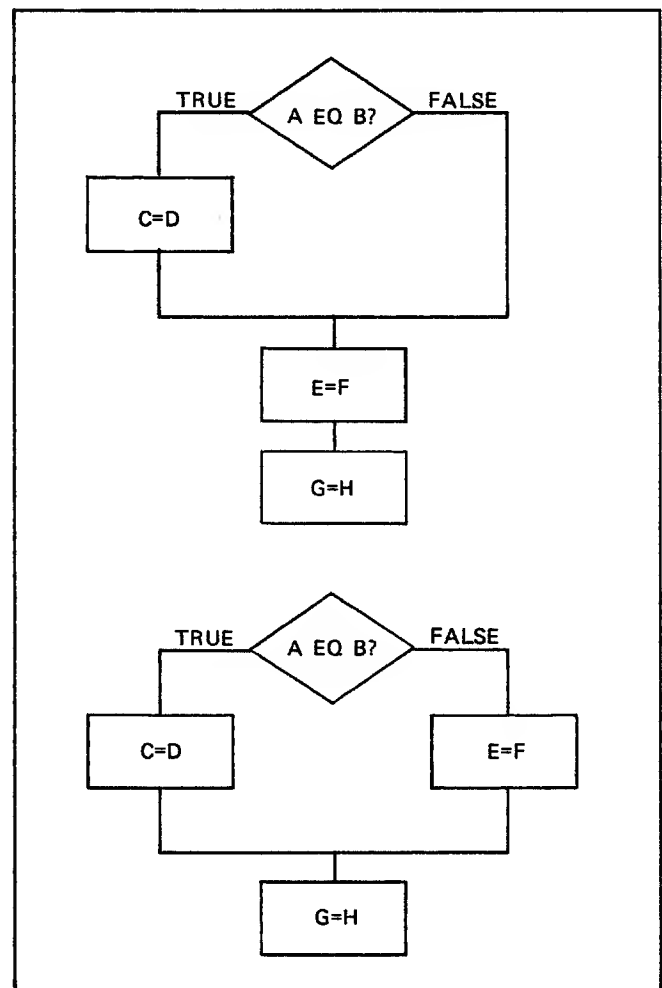 TRUE A EQ B? FALSE
C=D
E=F
G=H
TRUE A EQ B? FALSE
C=D E=F
G=H